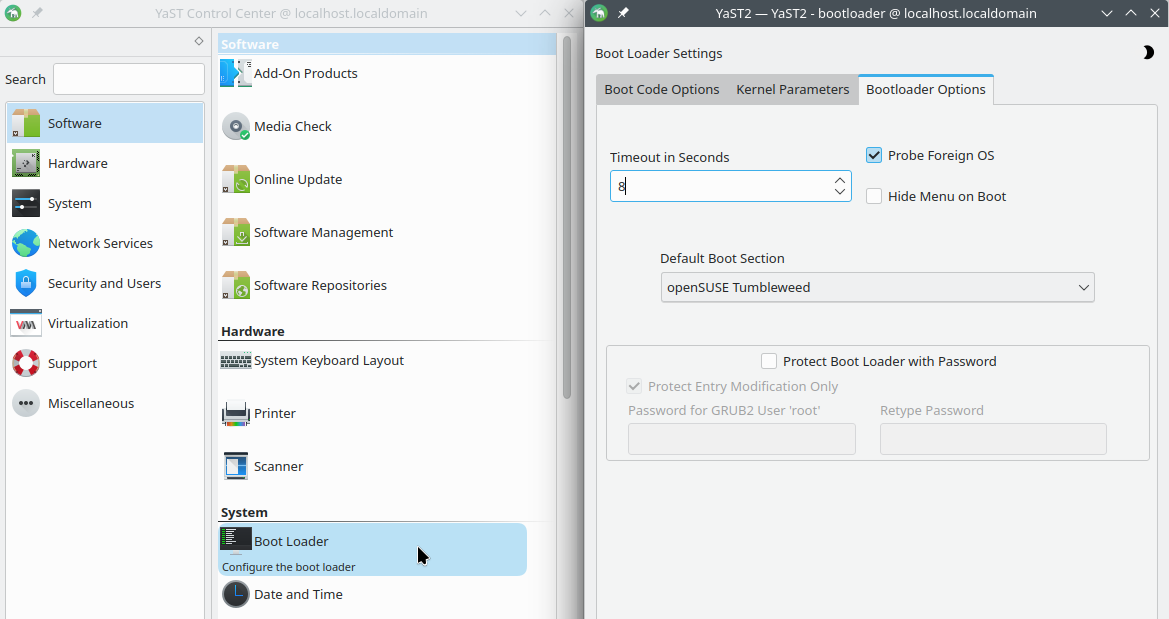 YaST Control Center @ localhost.localdomain
Search
Software
Hardware
System
Network Services
Security and Users
Virtualization
Support
Miscellaneous
Software
Add-On Products
Media Check
Online Update
Software Management
Software Repositories
Hardware
System Keyboard Layout
Printer
Scanner
System
Boot Loader
Configure the boot loader
Date and Time
YaST2 — YaST2 - bootloader @ localhost.localdomain
Boot Loader Settings
Boot Code Options
Kernel Parameters
Bootloader Options
Timeout in Seconds
8
Probe Foreign OS
Hide Menu on Boot
Default Boot Section
openSUSE Tumbleweed
Protect Boot Loader with Password
Protect Entry Modification Only
Password for GRUB2 User 'root'
Retype Password